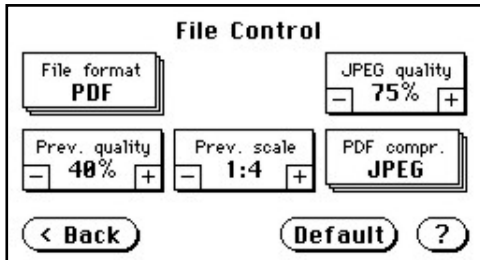 File Control
File format
PDF
JPEG quality
− 75% +
Prev. quality
− 40% +
Prev. scale
− 1:4 +
PDF compr.
JPEG
< Back
Default
?